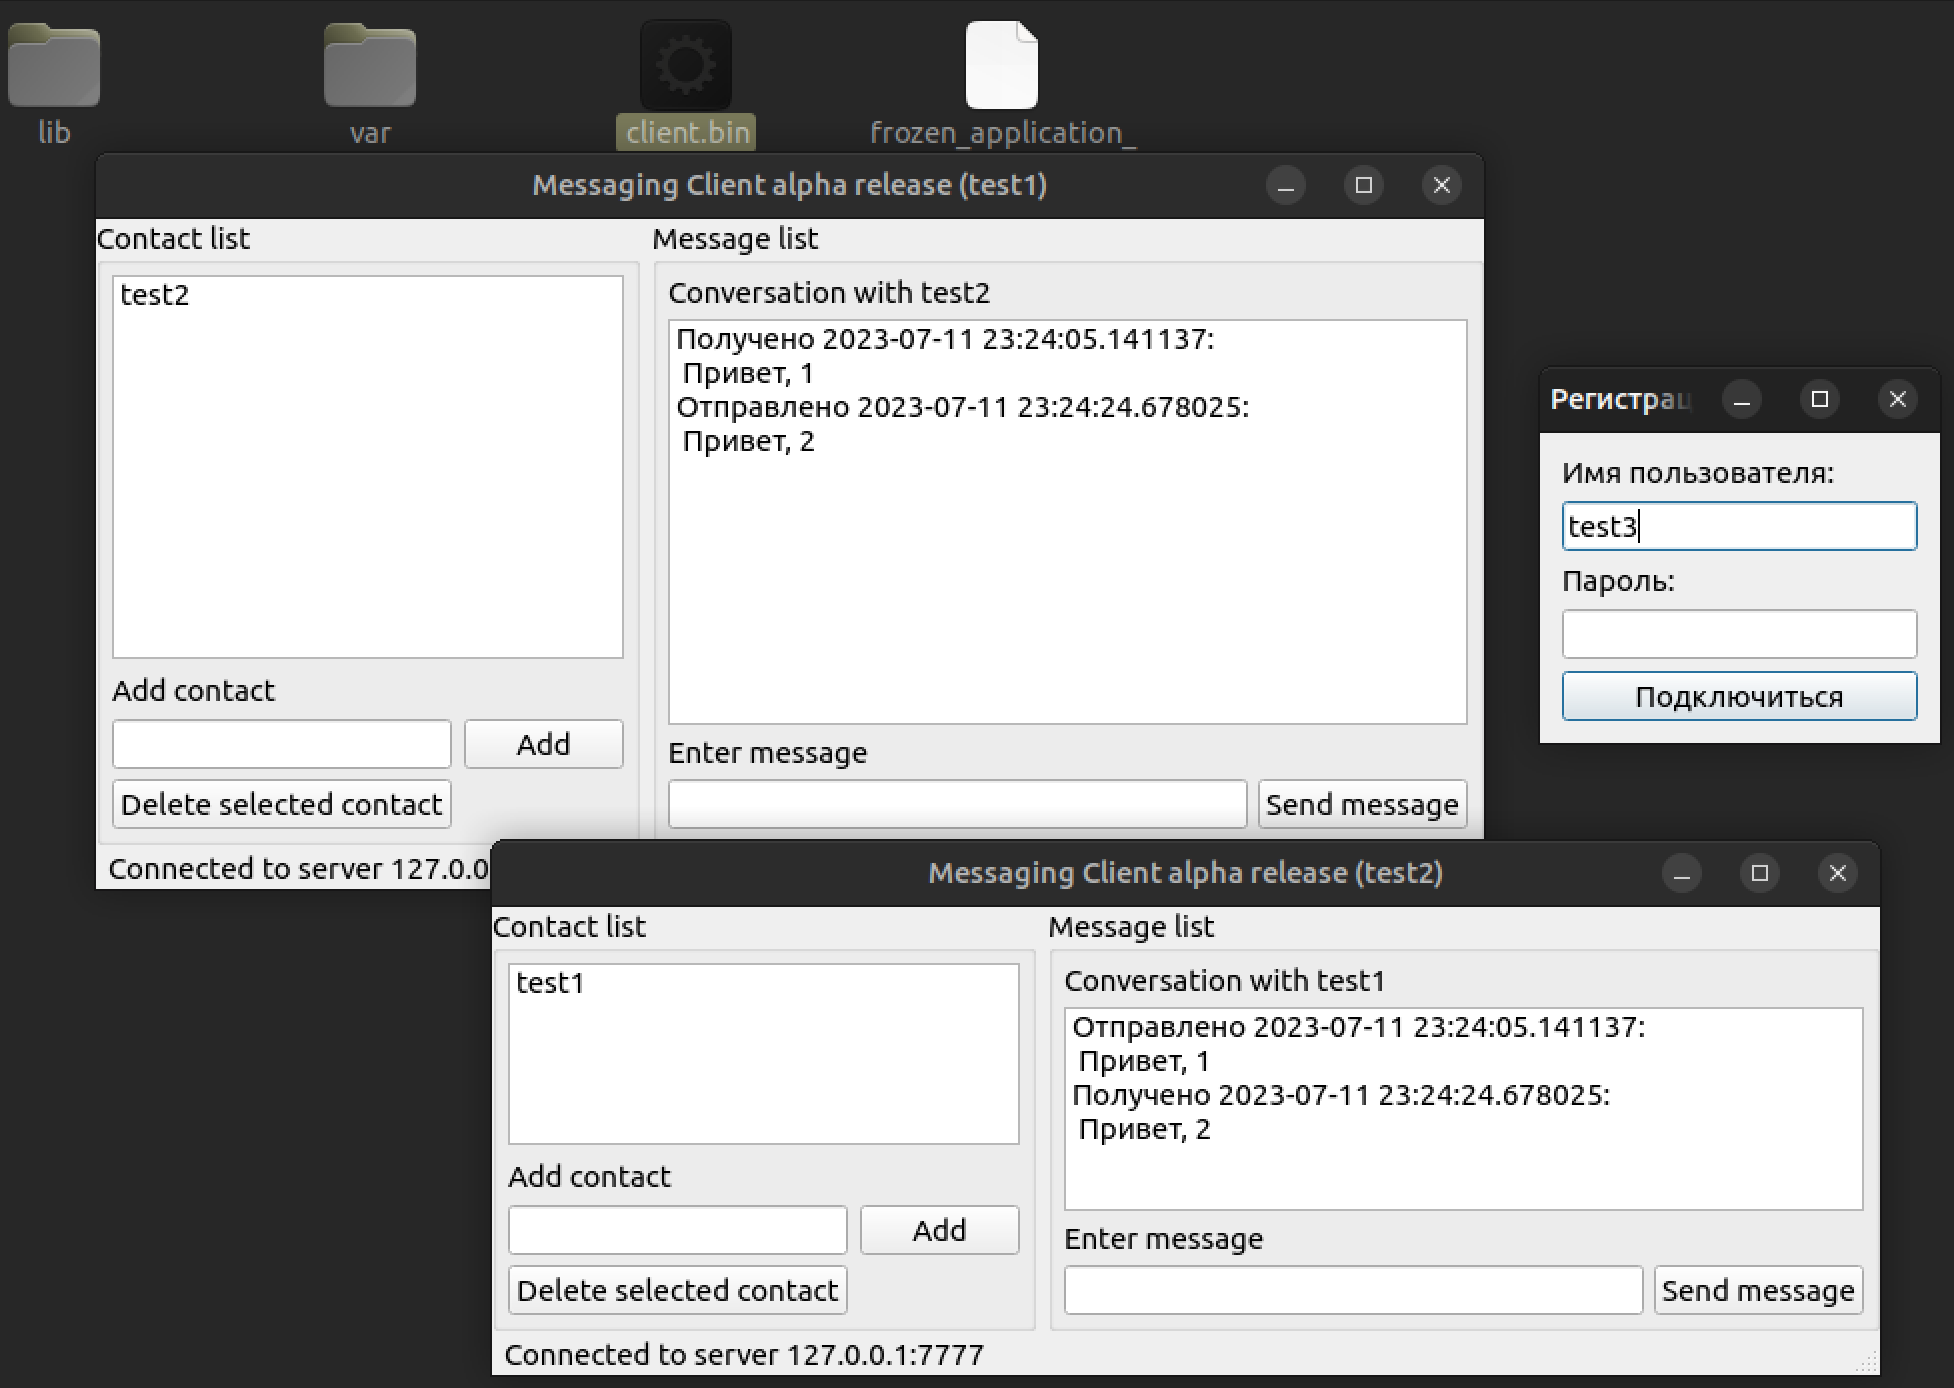 lib
var
client.bin
frozen_application_
Messaging Client alpha release (test1)
Contact list
test2
Add contact
Add
Delete selected contact
Connected to server 127.0.0
Message list
Conversation with test2
Получено 2023-07-11 23:24:05.141137:
Привет, 1
Отправлено 2023-07-11 23:24:24.678025:
Привет, 2
Enter message
Send message
Регистрац
Имя пользователя:
test3
Пароль:
Подключиться
Messaging Client alpha release (test2)
Contact list
test1
Add contact
Add
Delete selected contact
Message list
Conversation with test1
Отправлено 2023-07-11 23:24:05.141137:
Привет, 1
Получено 2023-07-11 23:24:24.678025:
Привет, 2
Enter message
Send message
Connected to server 127.0.0.1:7777